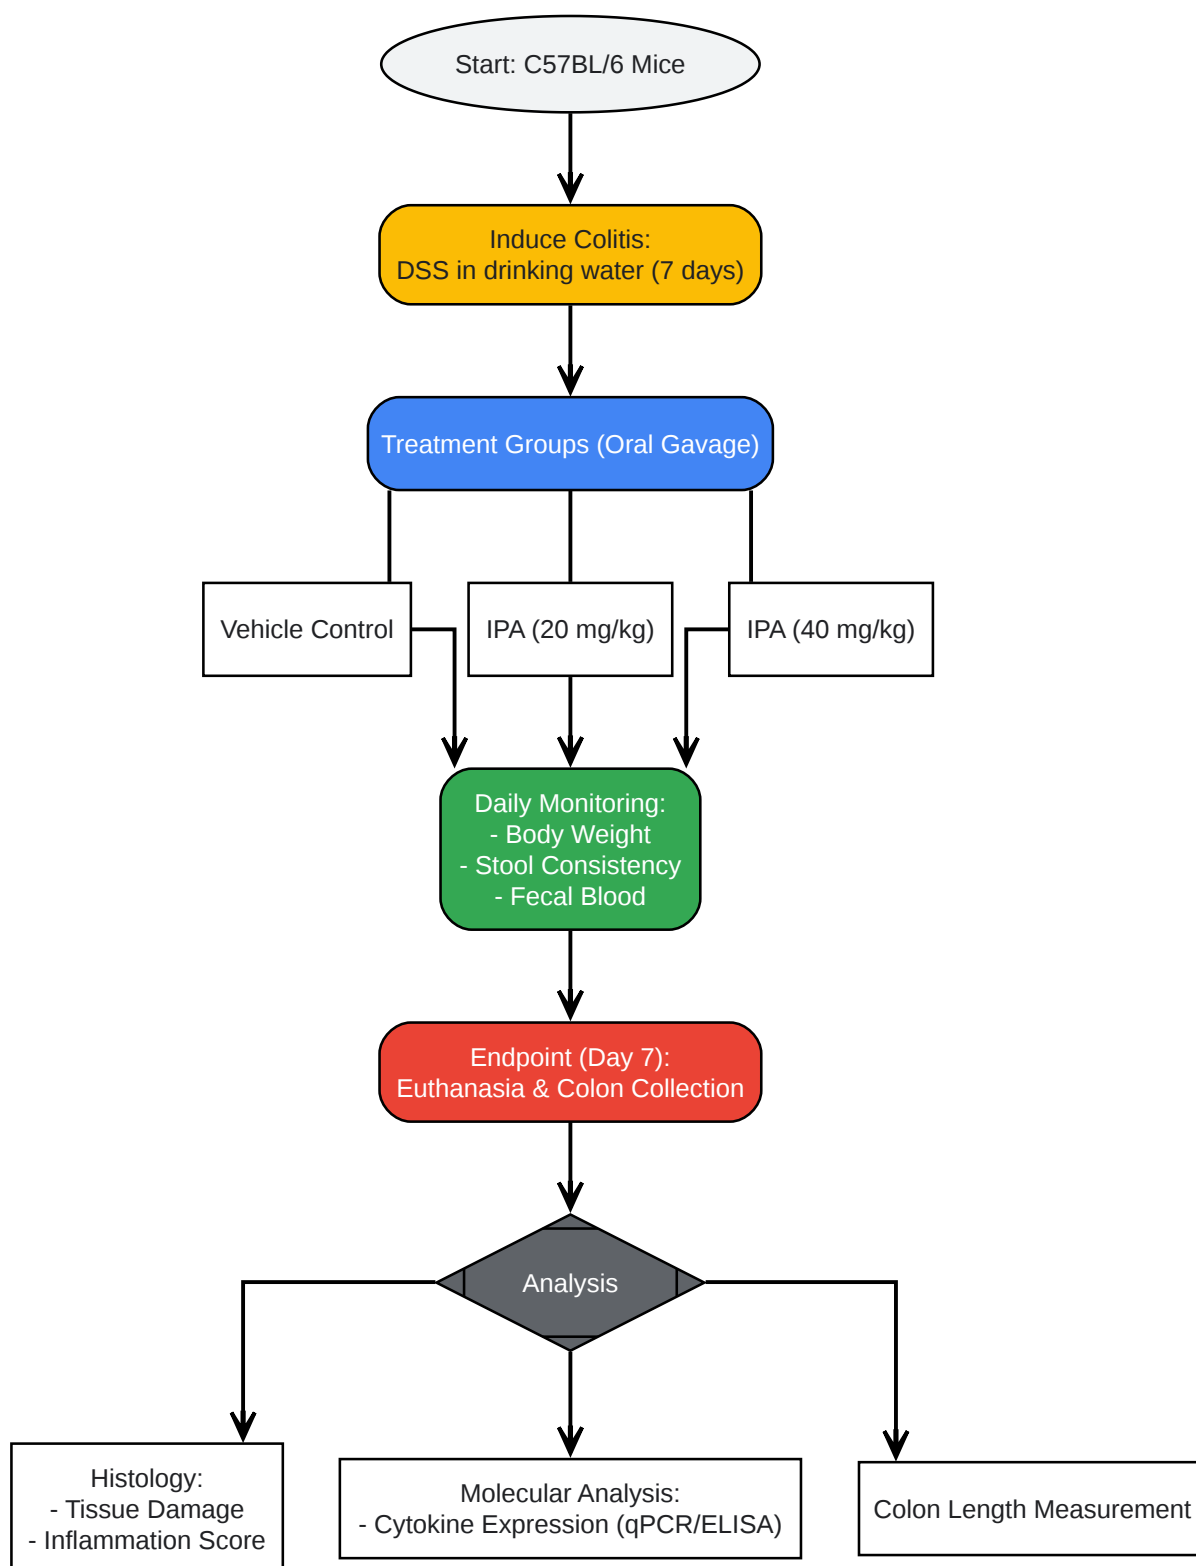 Start: C57BL/6 Mice
Induce Colitis:
DSS in drinking water (7 days)
Treatment Groups (Oral Gavage)
Vehicle Control
IPA (20 mg/kg)
IPA (40 mg/kg)
Daily Monitoring:
- Body Weight
- Stool Consistency
- Fecal Blood
Endpoint (Day 7):
Euthanasia & Colon Collection
Analysis
Histology:
- Tissue Damage
- Inflammation Score
Molecular Analysis:
- Cytokine Expression (qPCR/ELISA)
Colon Length Measurement